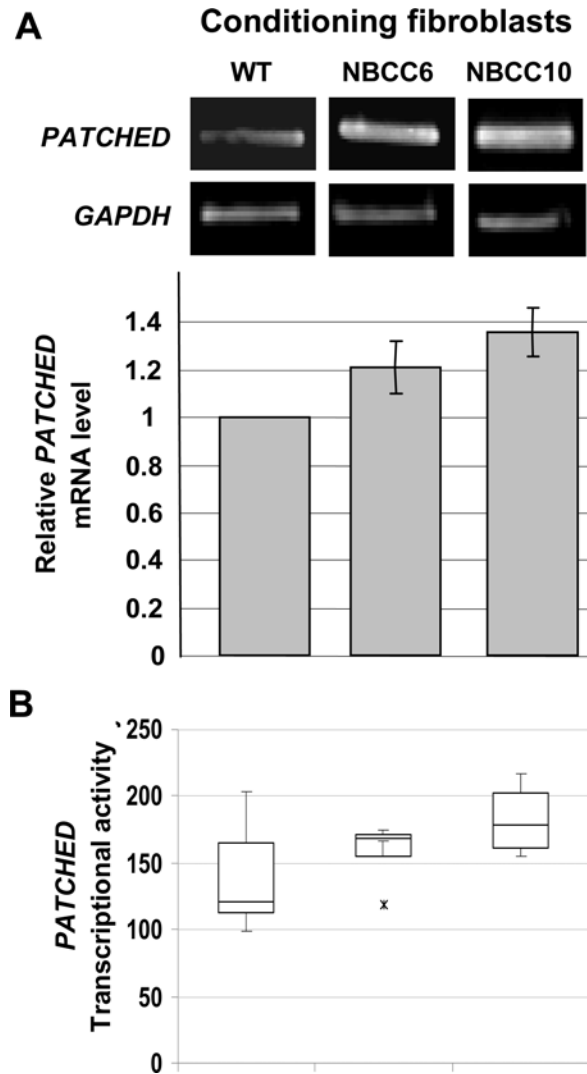 A
Conditioning fibroblasts
WT NBCC6 NBCC10
PATCHED
GAPDH
Relative PATCHED
mRNA level
1.4
1.2
1
0.8
0.6
0.4
0.2
0
B
PATCHED
Transcriptional activity
250
200
150
100
50
0